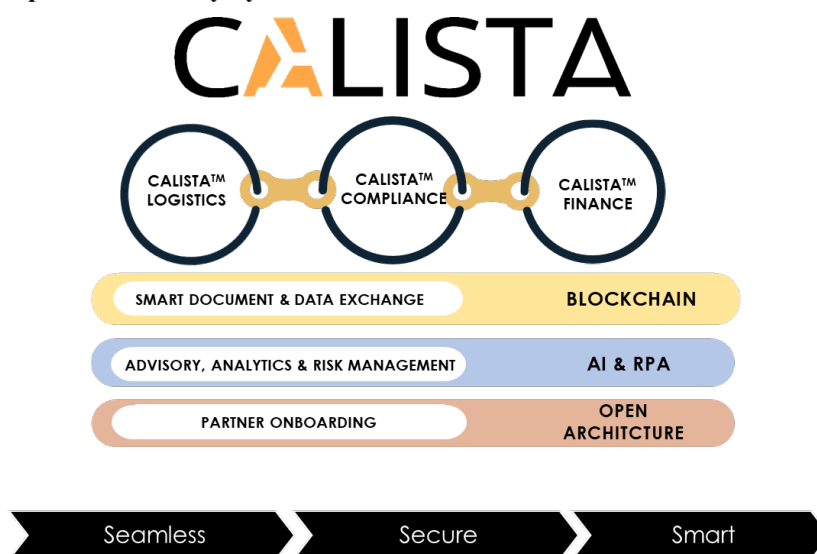 CALISTA
CALISTA™
LOGISTICS
CALISTA™
COMPLIANCE
CALISTA™
FINANCE
SMART DOCUMENT & DATA EXCHANGE
BLOCKCHAIN
ADVISORY, ANALYTICS & RISK MANAGEMENT
AI & RPA
PARTNER ONBOARDING
OPEN
ARCHITCTURE
Seamless
Secure
Smart